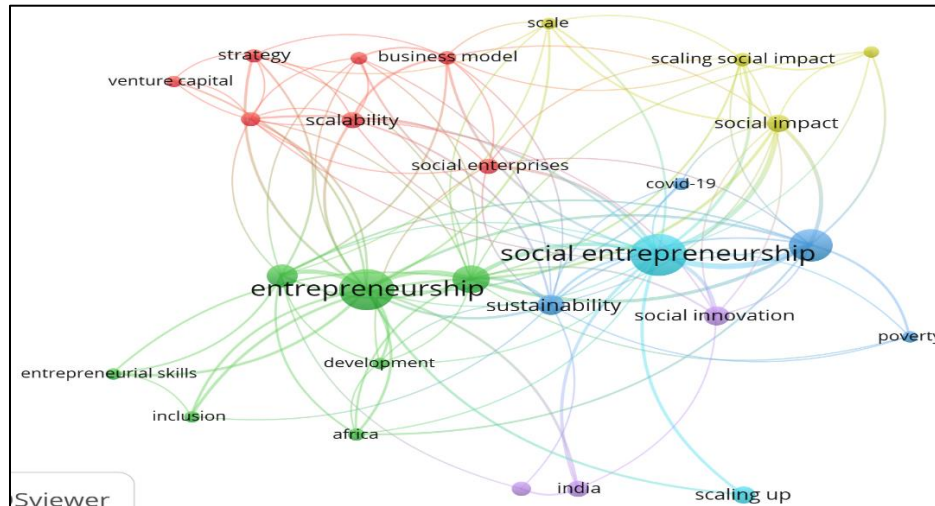 scale
strategy
business model
scaling social impact
venture capital
scalability
social impact
social enterprises
covid-19
social entrepreneurship
entrepreneurship
sustainability
social innovation
poverty
development
entrepreneurial skills
inclusion
africa
india
scaling up
OSviewer